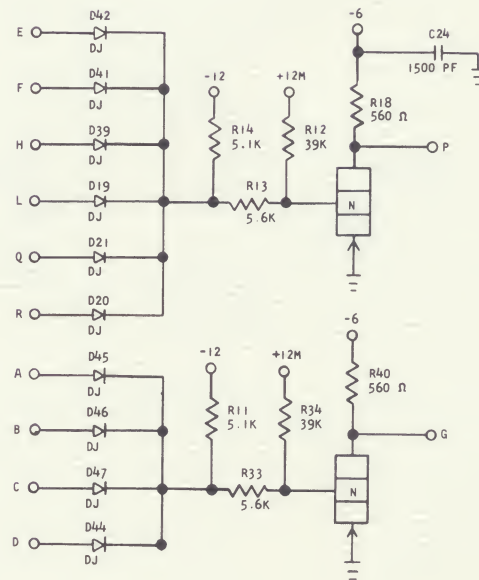 E D42 DJ
F D41 DJ
H D39 DJ
L D19 DJ
Q D21 DJ
R D20 DJ
-12
R14
5.1K
+12M
R12
39K
R13
5.6K
-6
C24
1500 PF
R18
560 Ω
P
N
A D45 DJ
B D46 DJ
C D47 DJ
D D44 DJ
-12
R11
5.1K
+12M
R34
39K
R33
5.6K
-6
R40
560 Ω
G
N